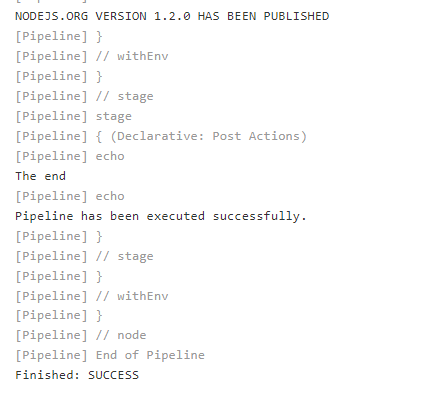 NODEJS.ORG VERSION 1.2.0 HAS BEEN PUBLISHED
[Pipeline] }
[Pipeline] // withEnv
[Pipeline] }
[Pipeline] // stage
[Pipeline] stage
[Pipeline] { (Declarative: Post Actions)
[Pipeline] echo
The end
[Pipeline] echo
Pipeline has been executed successfully.
[Pipeline] }
[Pipeline] // stage
[Pipeline] }
[Pipeline] // withEnv
[Pipeline] }
[Pipeline] // node
[Pipeline] End of Pipeline
Finished: SUCCESS